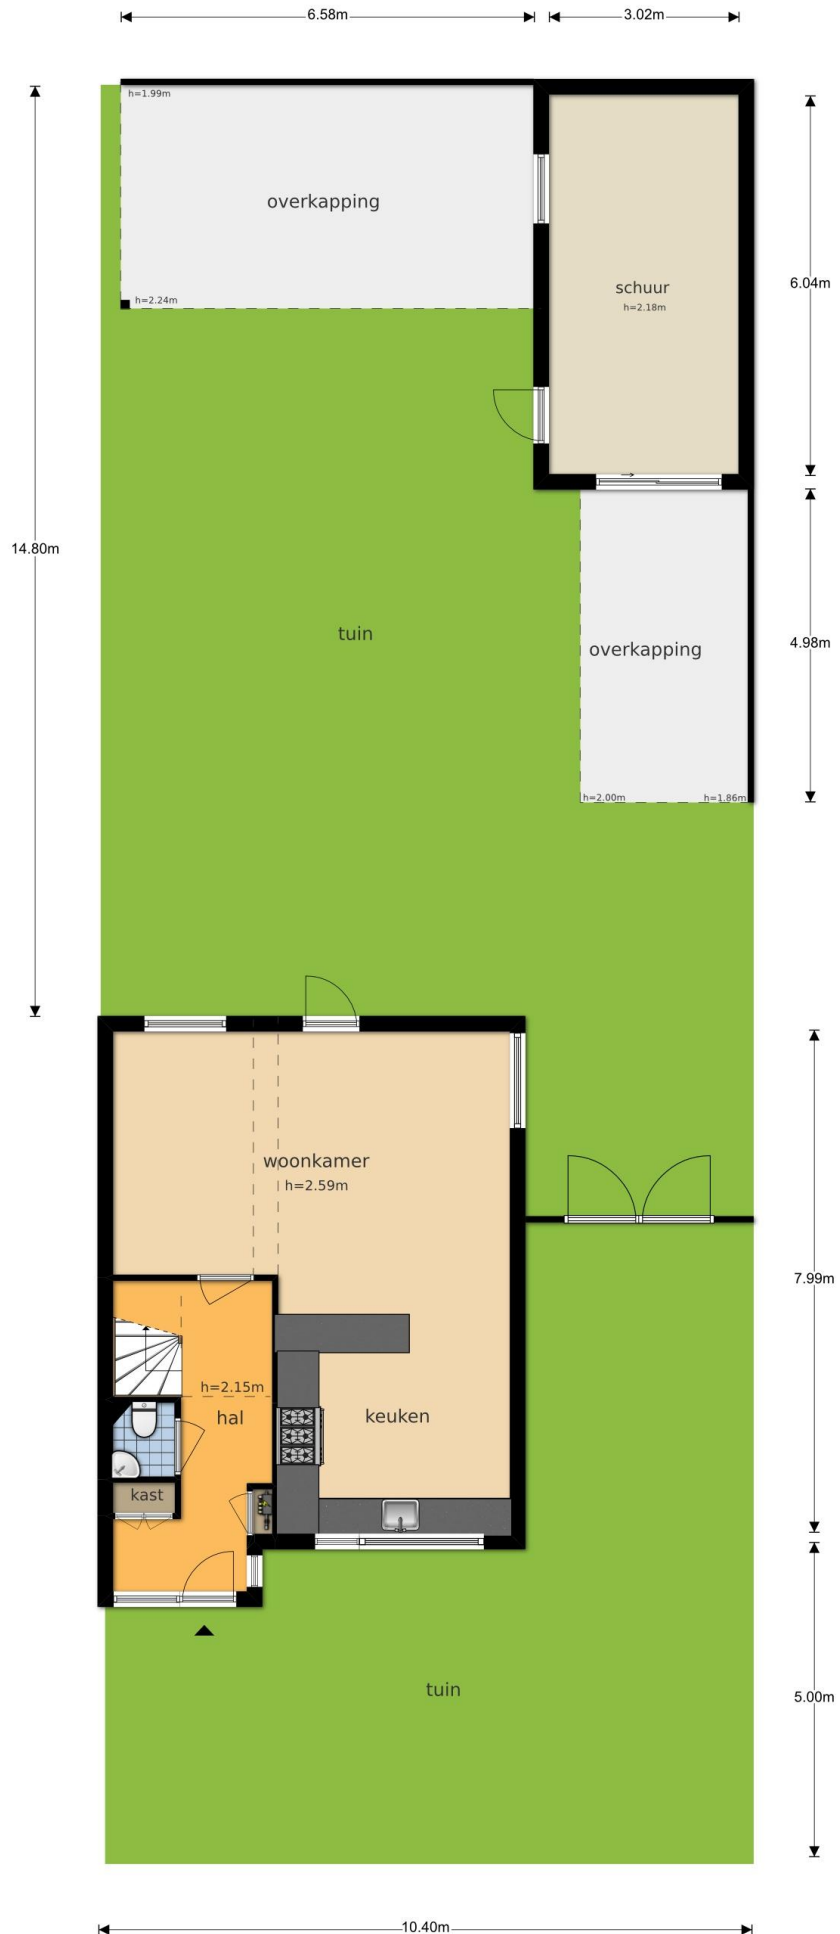 6.58m
3.02m
h=1.99m
overkapping
schuur
6.04m
h=2.18m
h=2.24m
14.80m
tuin
overkapping
4.98m
h=2.00m
h=1.86m
woonkamer
h=2.59m
7.99m
h=2.15m
hal
keuken
kast
tuin
5.00m
10.40m